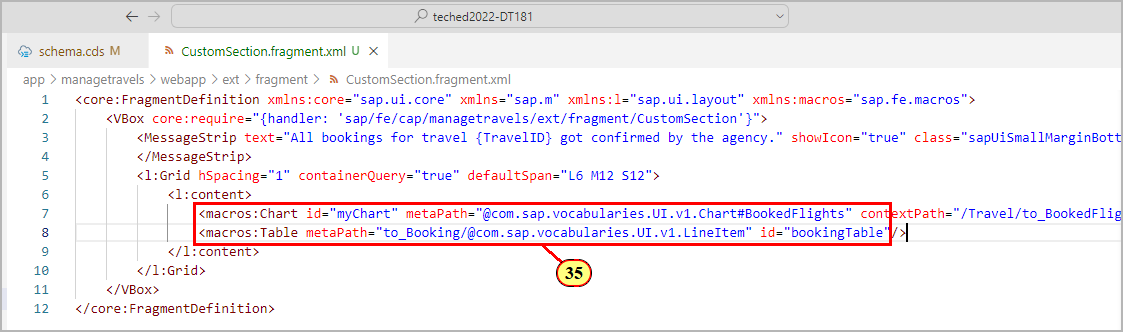 teched2022-DT181
schema.cds M CustomSection.fragment.xml U
app > managetravels > webapp > ext > fragment > CustomSection.fragment.xml
1 <core:FragmentDefinition xmlns:core="sap.ui.core" xmlns="sap.m" xmlns:l="sap.ui.layout" xmlns:macros="sap.fe.macros">
2 <VBox core:require="{handler: 'sap/fe/cap/managetravels/ext/fragment/CustomSection'}">
3 <MessageStrip text="All bookings for travel {TravelID} got confirmed by the agency." showIcon="true" class="sapUiSmallMarginBott
4 </MessageStrip>
5 <l:Grid hSpacing="1" containerQuery="true" defaultSpan="L6 M12 S12">
6 <l:content>
7 <macros:Chart id="myChart" metaPath="@com.sap.vocabularies.UI.v1.Chart#BookedFlights" contextPath="/Travel/to_BookedFlig
8 <macros:Table metaPath="to_Booking/@com.sap.vocabularies.UI.v1.LineItem" id="bookingTable"/>
9 </l:content>
35
10 </l:Grid>
11 </VBox>
12 </core:FragmentDefinition>